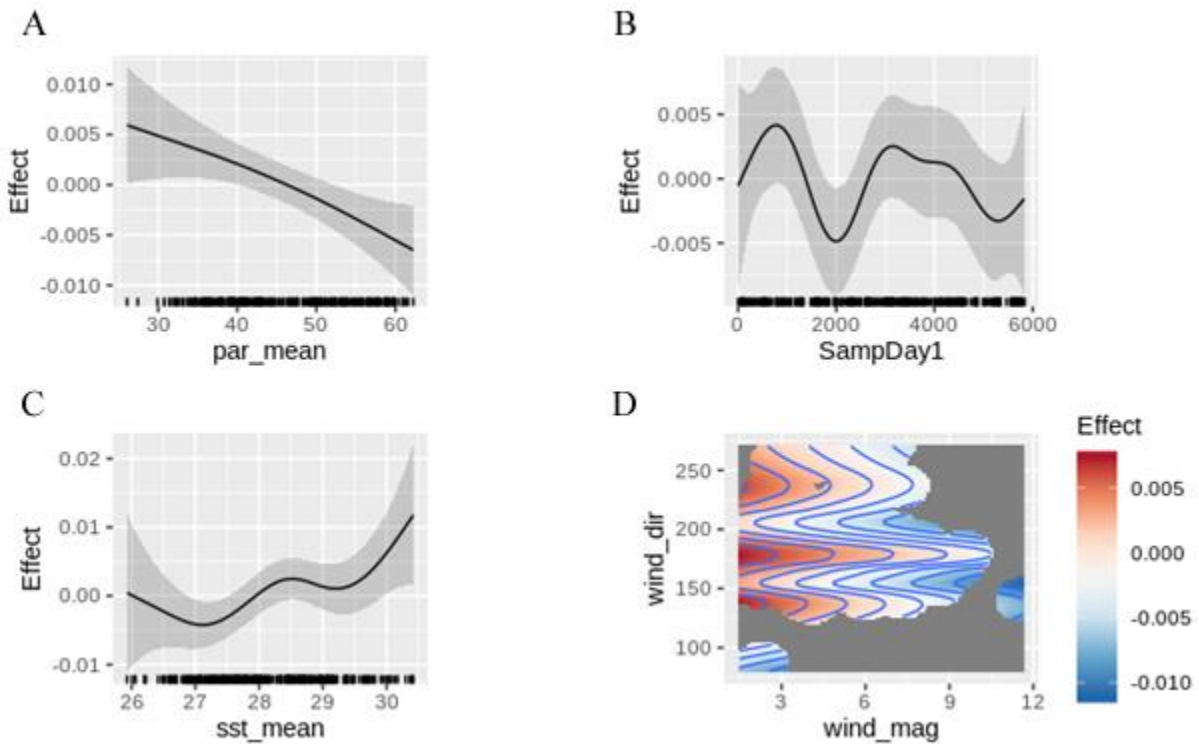 A
B
0.010
0.005
0.000
-0.005
-0.010
Effect
30 40 50 60
par_mean
0.005
0.000
-0.005
Effect
0 2000 4000 6000
SampDay1
C
D
0.02
0.01
0.00
-0.01
Effect
26 27 28 29 30
sst_mean
250
200
150
100
wind_dir
3 6 9 12
wind_mag
Effect
0.005
0.000
-0.005
-0.010